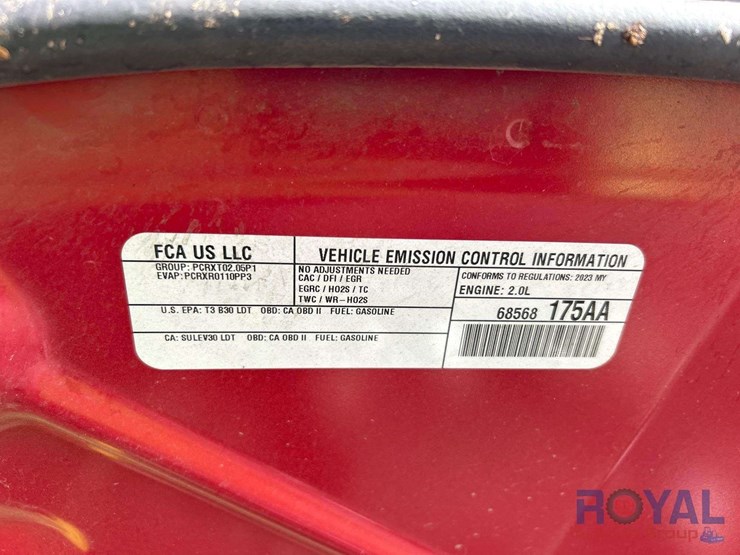 FCA US LLC
GROUP: PCRXT02.05P1
EVAP: PCRXR0110PP3
VEHICLE EMISSION CONTROL INFORMATION
NO ADJUSTMENTS NEEDED
CAC / DFI / EGR
EGRC / HO2S / TC
TWC / WR-HO2S
CONFORMS TO REGULATIONS: 2023 MY
ENGINE: 2.0L
U.S. EPA: T3 B30 LDT OBD: CA OBD II FUEL: GASOLINE
68568 175AA
CA: SULEV30 LDT OBD: CA OBD II FUEL: GASOLINE
ROYAL
Group